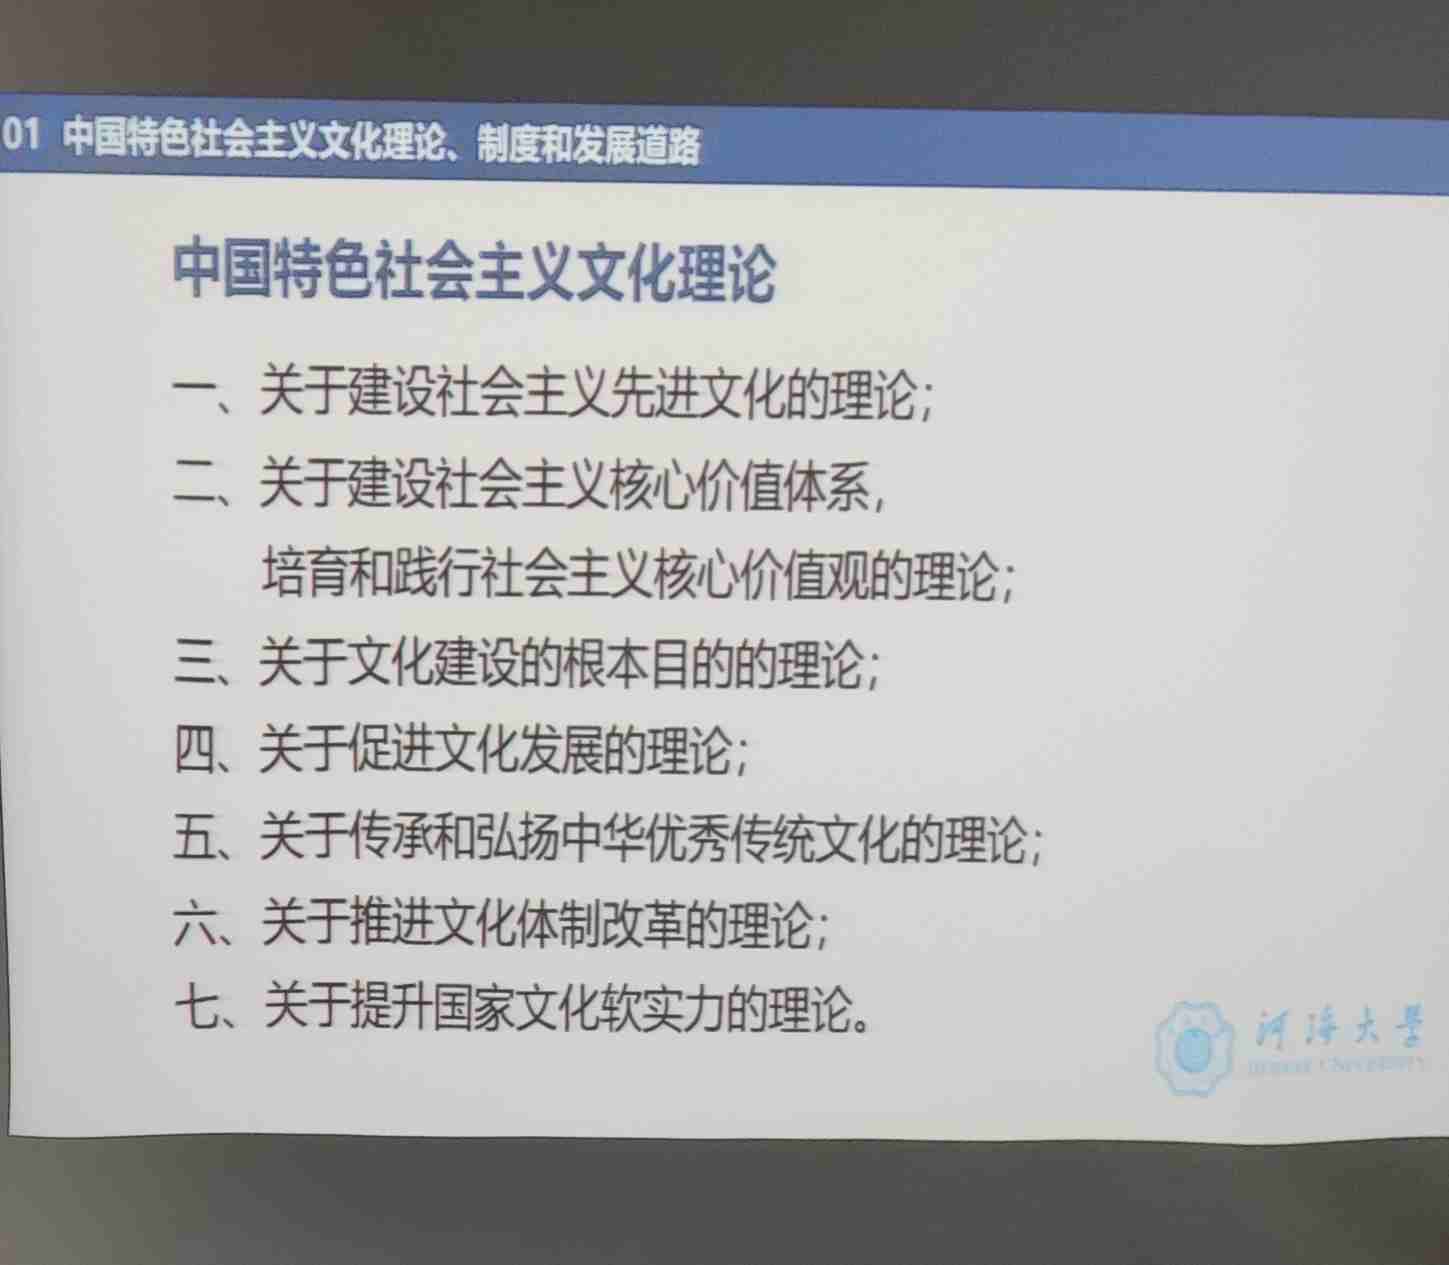 01 中国特色社会主义文化理论、制度和发展道路
中国特色社会主义文化理论
一、关于建设社会主义先进文化的理论；
二、关于建设社会主义核心价值体系，
培育和践行社会主义核心价值观的理论；
三、关于文化建设的根本目的的理论；
四、关于促进文化发展的理论；
五、关于传承和弘扬中华优秀传统文化的理论；
六、关于推进文化体制改革的理论；
七、关于提升国家文化软实力的理论。
河海大学